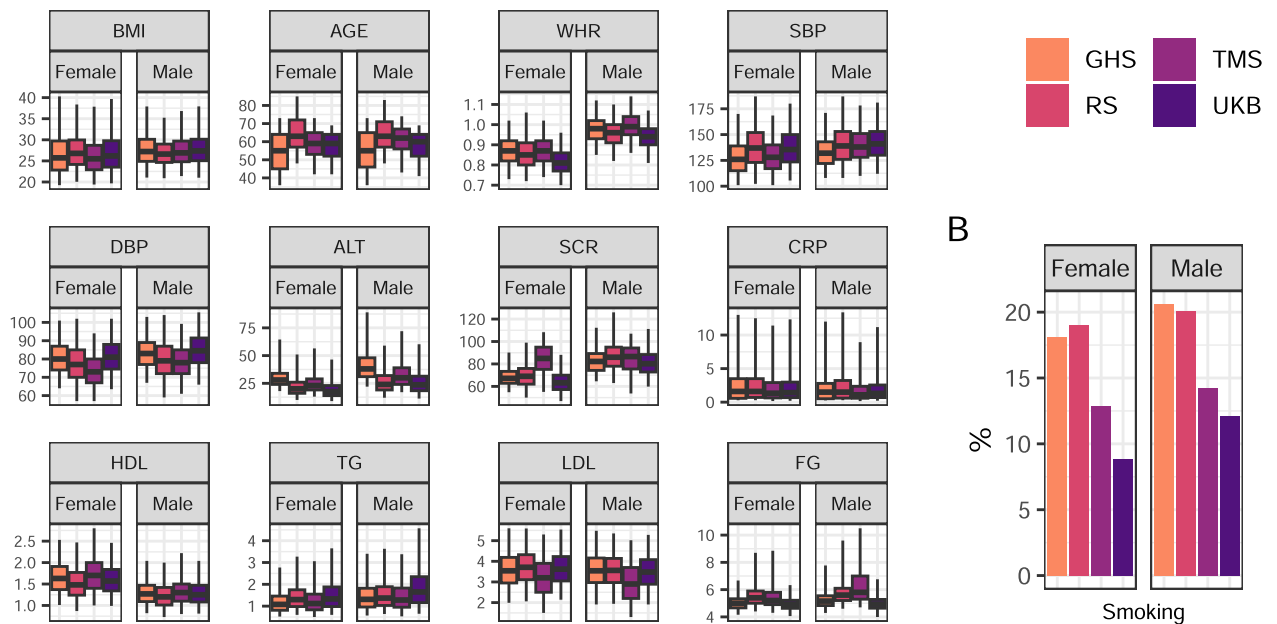 BMI AGE WHR SBP
Female Male Female Male Female Male Female Male
40 30 25 20
80 70 60 50 40
1.1 1.0 0.9 0.8 0.7
175 150 125 100
GHS TMS
RS UKB
DBP ALT SCR CRP
Female Male Female Male Female Male Female Male
100 90 80 70 60
75 50 25
120 100 80 60
10 5 0
HDL TG LDL FG
Female Male Female Male Female Male Female Male
2.5 2.0 1.5 1.0
4 3 2 1
5 4 3 2
10 8 6 4
B
Female Male
20
15
10
5
0
%
Smoking